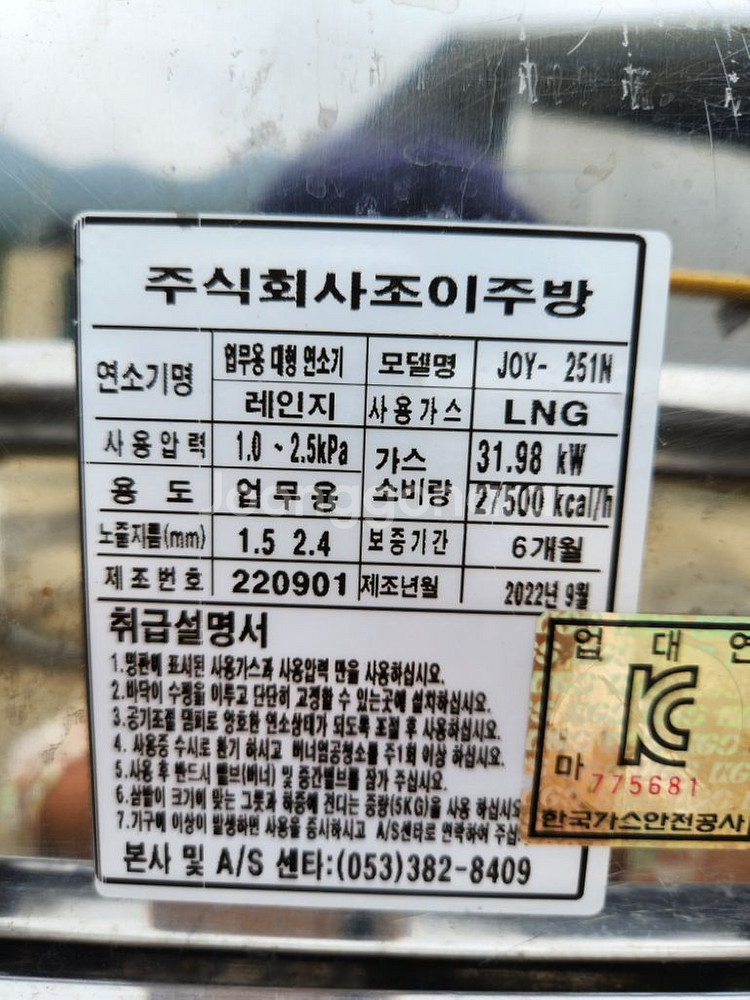 주식회사조이주방
연소기명 업무용 대형 연소기 모델명 JOY- 251N
레인지 사용가스 LNG
사용압력 1.0 ~ 2.5kPa 가스 소비량 31.98 kW
용 도 업무용 27500 kcal/h
노즐지름(mm) 1.5 2.4 보증기간 6개월
제조번호 220901 제조년월 2022년 9월
취급설명서
1.명판에 표시된 사용가스과 사용압력 만을 사용하십시요.
2.바닥이 수평을 이루고 단단히 고정할 수 있는곳에 설치하십시요.
3.공기조절 댐퍼로 양호한 연소상태가 되도록 조절 후 사용하십시요.
4. 사용중 수시로 환기 하시고 버너염공청소를 주1회 이상 하십시요.
5.사용 후 반드시 밸브(버너) 및 중간밸브를 잠가 주십시요.
6.삼발이 크기에 맞는 그릇과 하중에 견디는 중량(5KG)을 사용 하십시오
7.기구에 이상이 발생하면 사용을 중시하시고 A/S센타로 연락하여 주십
본사 및 A/S 센타:(053)382-8409
업 대 연
KC
마 775681
한국가스안전공사